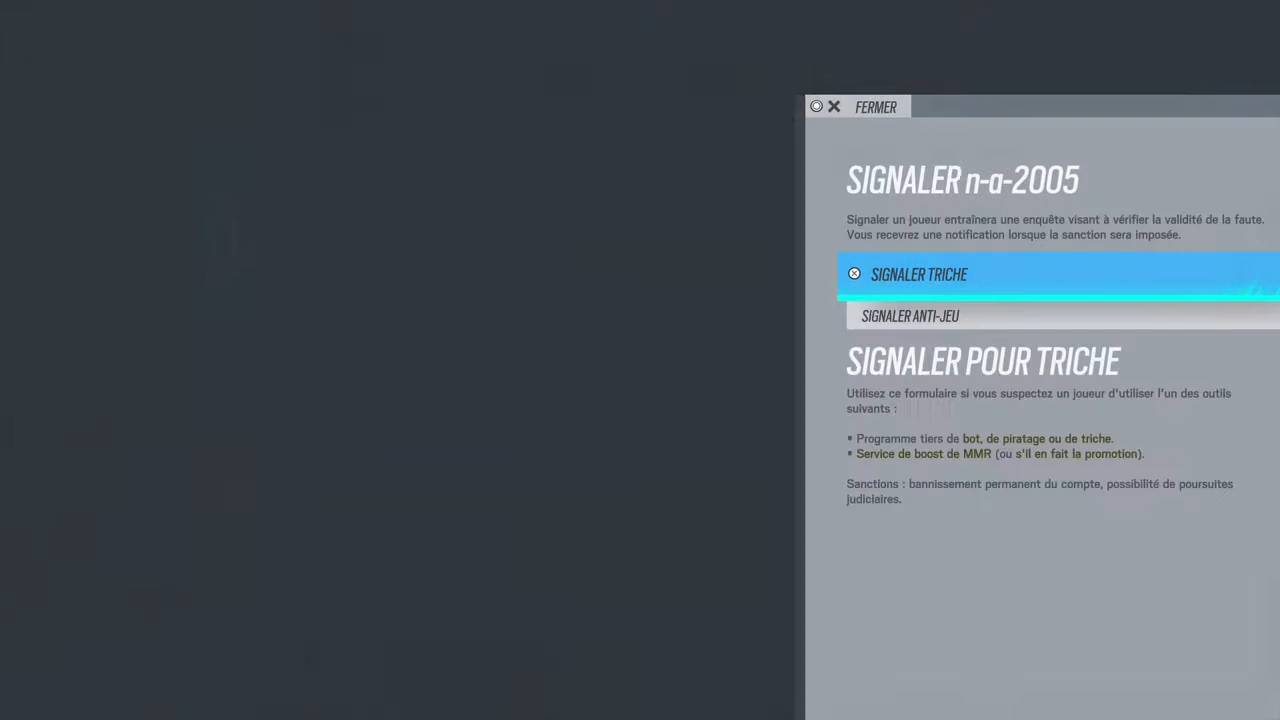 FERMER
SIGNALER n-a-2005
Signaler un joueur entraînera une enquête visant à vérifier la validité de la faute.
Vous recevrez une notification lorsque la sanction sera imposée.
SIGNALER TRICHE
SIGNALER ANTI-JEU
SIGNALER POUR TRICHE
Utilisez ce formulaire si vous suspectez un joueur d'utiliser l'un des outils
suivants :
• Programme tiers de bot, de piratage ou de triche.
• Service de boost de MMR (ou s'il en fait la promotion).
Sanctions : bannissement permanent du compte, possibilité de poursuites
judiciaires.